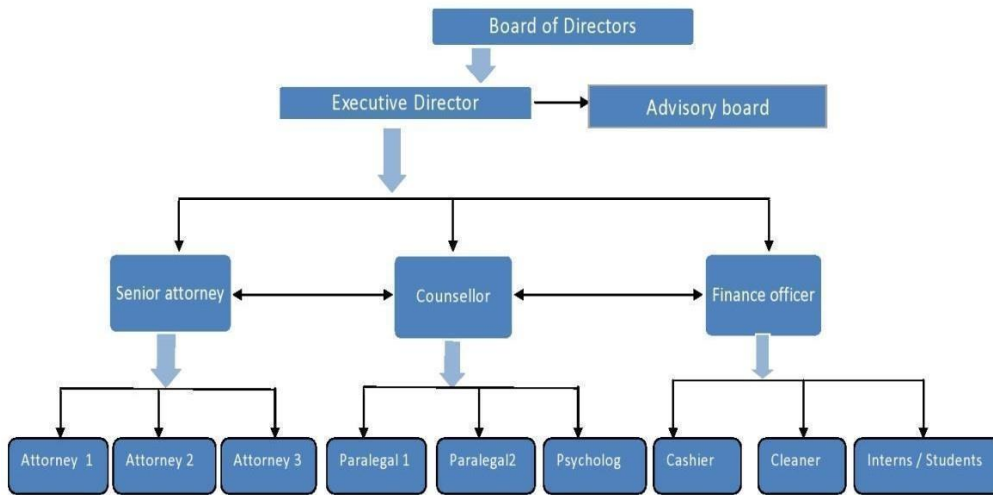 Board of Directors
Executive Director
Advisory board
Senior attorney
Counsellor
Finance officer
Attorney 1
Attorney 2
Attorney 3
Paralegal 1
Paralegal2
Psycholog
Cashier
Cleaner
Interns / Students